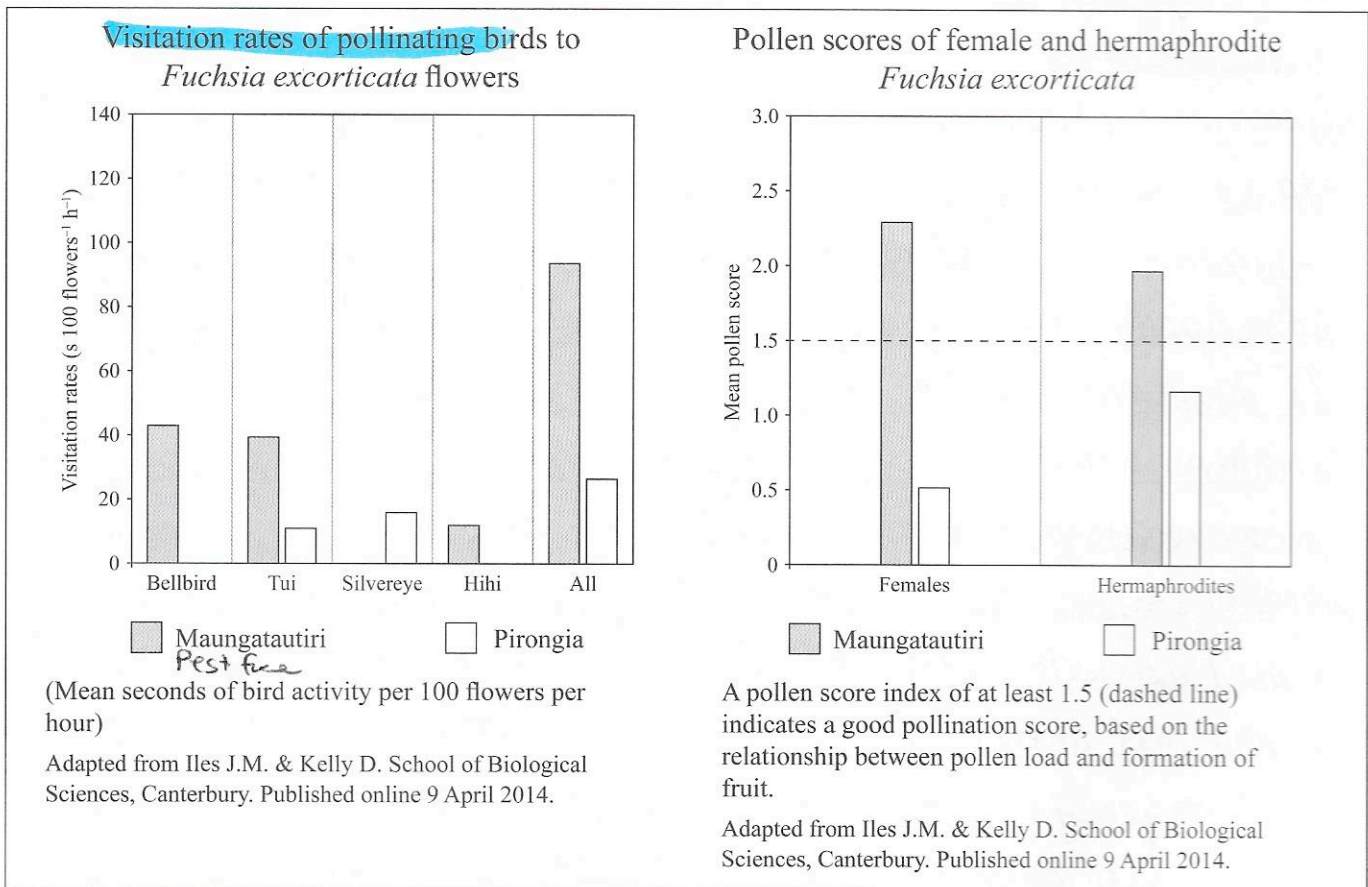 Visitation rates of pollinating birds to
Fuchsia excorticata flowers
140
120
100
80
60
40
20
0
Visitation rates (s 100 flowers⁻¹ h⁻¹)
Bellbird Tui Silvereye Hihi All
Maungatautiri Pirongia
Pest free
(Mean seconds of bird activity per 100 flowers per
hour)
Adapted from Iles J.M. & Kelly D. School of Biological
Sciences, Canterbury. Published online 9 April 2014.
Pollen scores of female and hermaphrodite
Fuchsia excorticata
3.0
2.5
2.0
1.5
1.0
0.5
0
Mean pollen score
Females Hermaphrodites
Maungatautiri Pirongia
A pollen score index of at least 1.5 (dashed line)
indicates a good pollination score, based on the
relationship between pollen load and formation of
fruit.
Adapted from Iles J.M. & Kelly D. School of Biological
Sciences, Canterbury. Published online 9 April 2014.